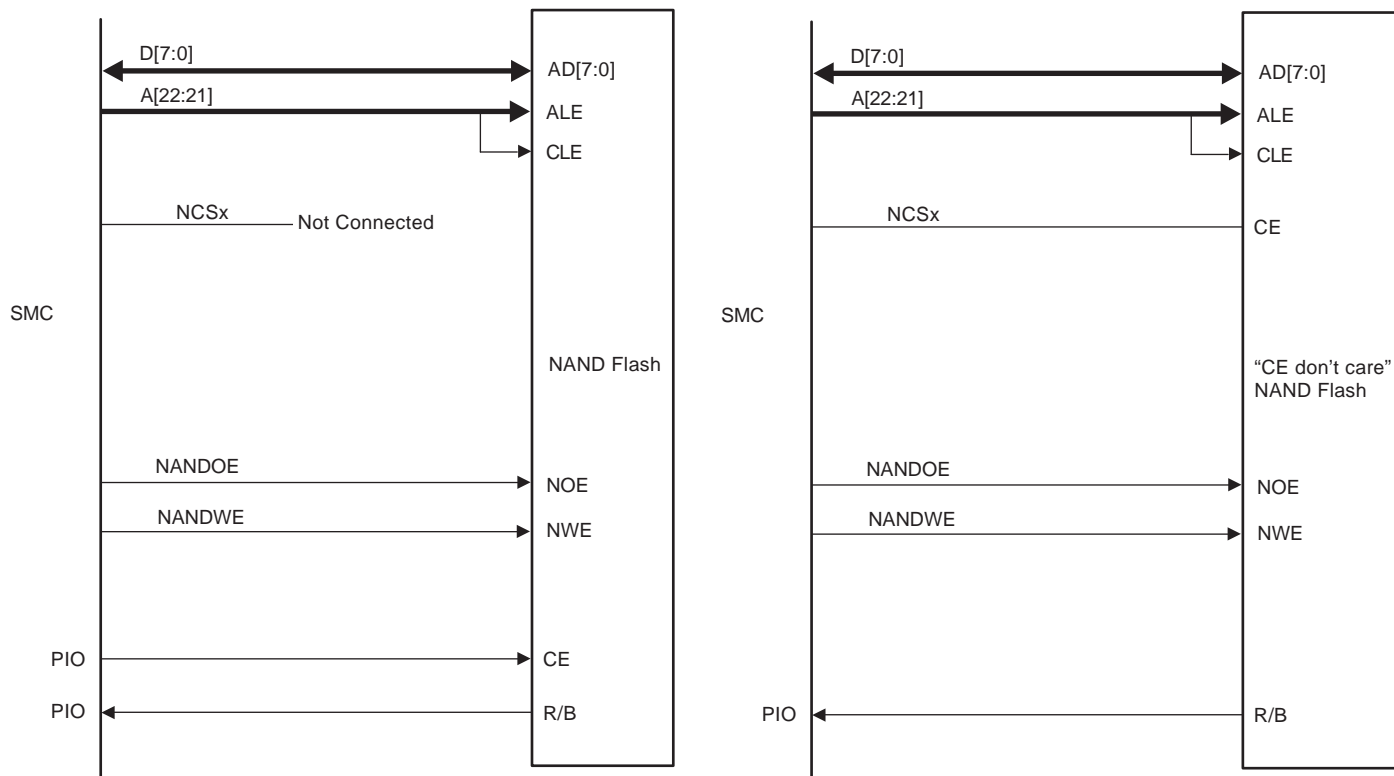 D[7:0]
AD[7:0]
A[22:21]
ALE
CLE
NCSx
Not Connected
SMC
NAND Flash
NANDOE
NOE
NANDWE
NWE
PIO
CE
PIO
R/B
D[7:0]
AD[7:0]
A[22:21]
ALE
CLE
NCSx
CE
SMC
“CE don’t care”
NAND Flash
NANDOE
NOE
NANDWE
NWE
PIO
R/B